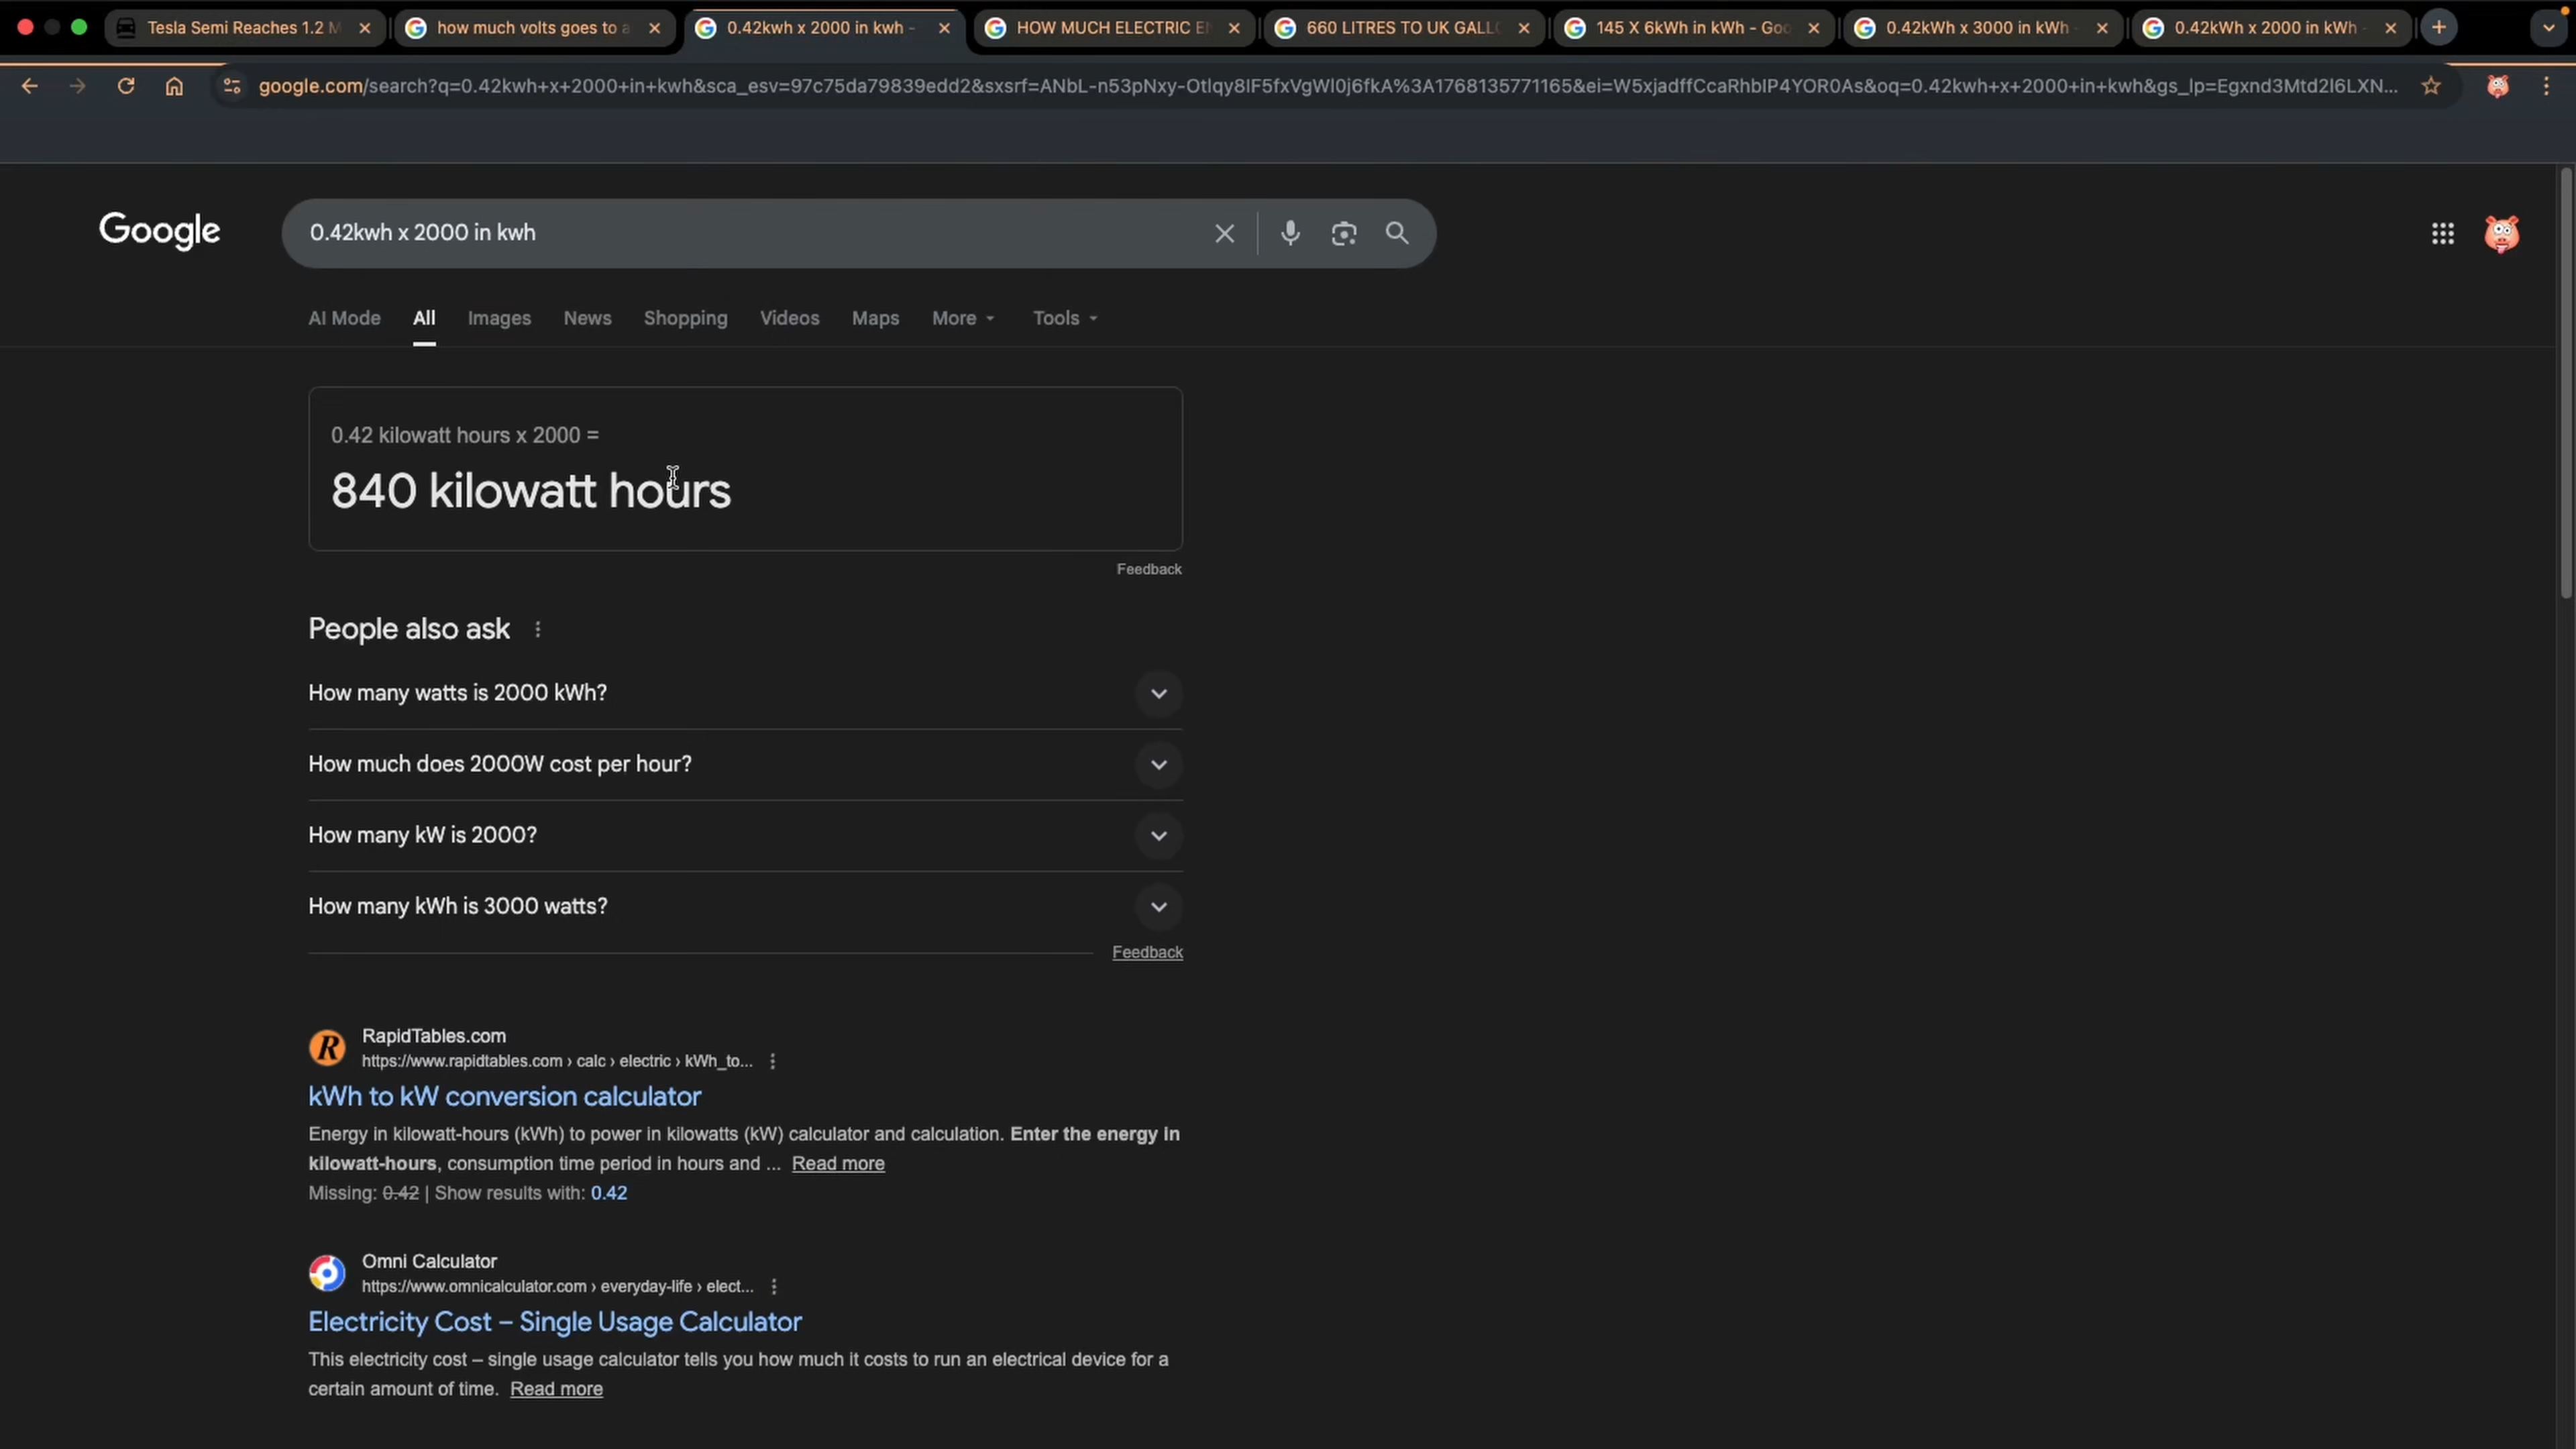 Tesla Semi Reaches 1.2 M
how much volts goes to a
0.42kwh x 2000 in kwh -
HOW MUCH ELECTRIC E
660 LITRES TO UK GALL
145 X 6kWh in kWh - Goo
0.42kWh x 3000 in kWh
0.42kWh x 2000 in kWh -
google.com/search?q=0.42kwh+x+2000+in+kwh&sca_esv=97c75da79839edd2&sxsrf=ANbL-n53pNxy-Otlqy8IF5fxVgWl0j6fkA%3A1768135771165&ei=W5xjadffCcaRhbIP4YOR0As&oq=0.42kwh+x+2000+in+kwh&gs_lp=Egxnd3Mtd2l6LXN...
Google
0.42kwh x 2000 in kwh
AI Mode All Images News Shopping Videos Maps More Tools
0.42 kilowatt hours x 2000 =
840 kilowatt hours
Feedback
People also ask
How many watts is 2000 kWh?
How much does 2000W cost per hour?
How many kW is 2000?
How many kWh is 3000 watts?
Feedback
R
RapidTables.com
https://www.rapidtables.com › calc › electric › kWh_to...
kWh to kW conversion calculator
Energy in kilowatt-hours (kWh) to power in kilowatts (kW) calculator and calculation. Enter the energy in
kilowatt-hours, consumption time period in hours and ... Read more
Missing: 0.42 | Show results with: 0.42
Omni Calculator
https://www.omnicalculator.com › everyday-life › elect...
Electricity Cost – Single Usage Calculator
This electricity cost – single usage calculator tells you how much it costs to run an electrical device for a
certain amount of time. Read more